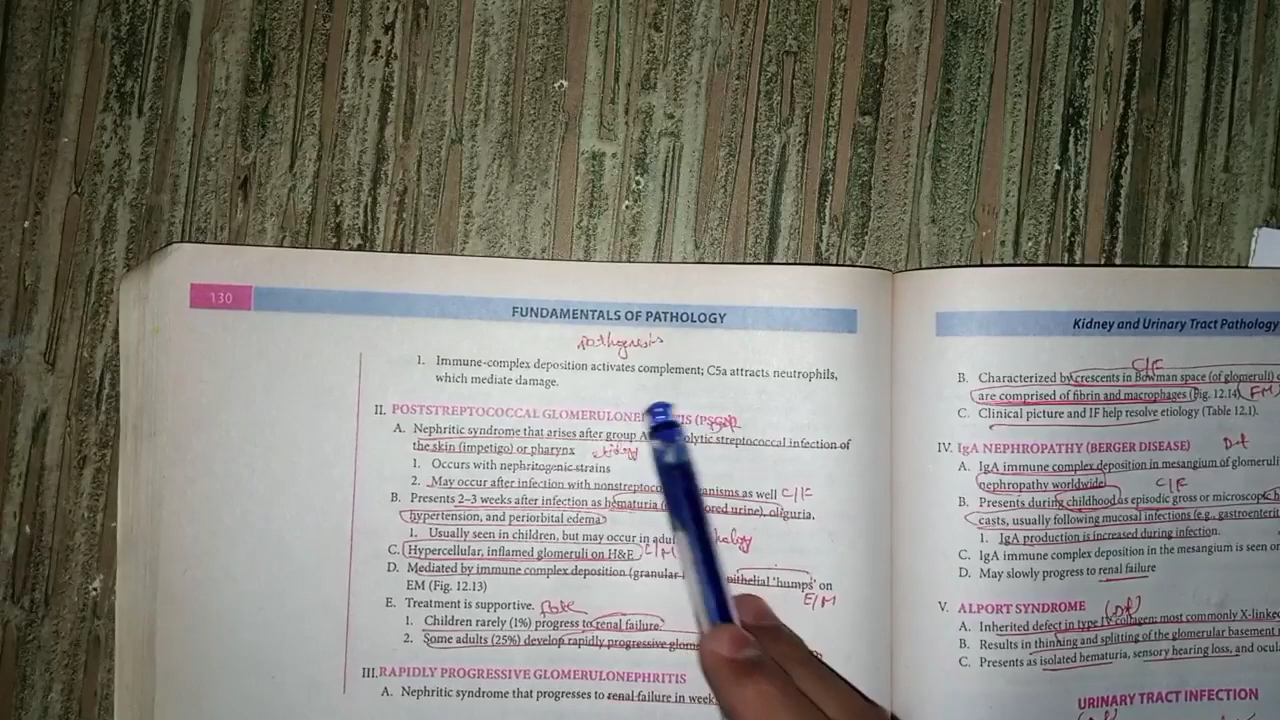 130
FUNDAMENTALS OF PATHOLOGY
pathogenesis
1. Immune-complex deposition activates complement; C5a attracts neutrophils,
which mediate damage.
II. POSTSTREPTOCOCCAL
A. Nephritic syndrome that arises after group streptococcal infection of
the skin (impetigo) or pharynx etiology
1. Occurs with nephritogenic strains
2. May occur after infection with as well C/F
B. Presents 2–3 weeks after infection as hematuria urine), oliguria,
hypertension, and periorbital edema
1. Usually seen in children, but may occur in
C. Hypercellular, inflamed glomeruli on H&E L/M
D. Mediated by immune complex deposition (granular 'humps' on
EM (Fig. 12.13) E/M
E. Treatment is supportive.
1. Children rarely (1%) progress to renal failure.
2. Some adults (25%) develop rapidly progressive
III. RAPIDLY PROGRESSIVE GLOMERULONEPHRITIS
A. Nephritic syndrome that progresses to renal failure in
Kidney and Urinary Tract Pathology
C/F
B. Characterized by crescents in Bowman space (of glomeruli)
are comprised of fibrin and macrophages (Fig. 12.14)
C. Clinical picture and IF help resolve etiology (Table 12.1).
IV. IgA NEPHROPATHY (BERGER DISEASE)
A. IgA immune complex deposition in mesangium of glomeruli
nephropathy worldwide C/F
B. Presents during childhood as episodic gross or microscopic
casts, usually following mucosal infections (e.g., gastroenterit
1. IgA production is increased during infection.
C. IgA immune complex deposition in the mesangium is seen
D. May slowly progress to renal failure
V. ALPORT SYNDROME
A. Inherited defect in type IV collagen; most commonly X-linked
B. Results in thinning and splitting of the glomerular basement
C. Presents as isolated hematuria, sensory hearing loss, and
URINARY TRACT INFECTION